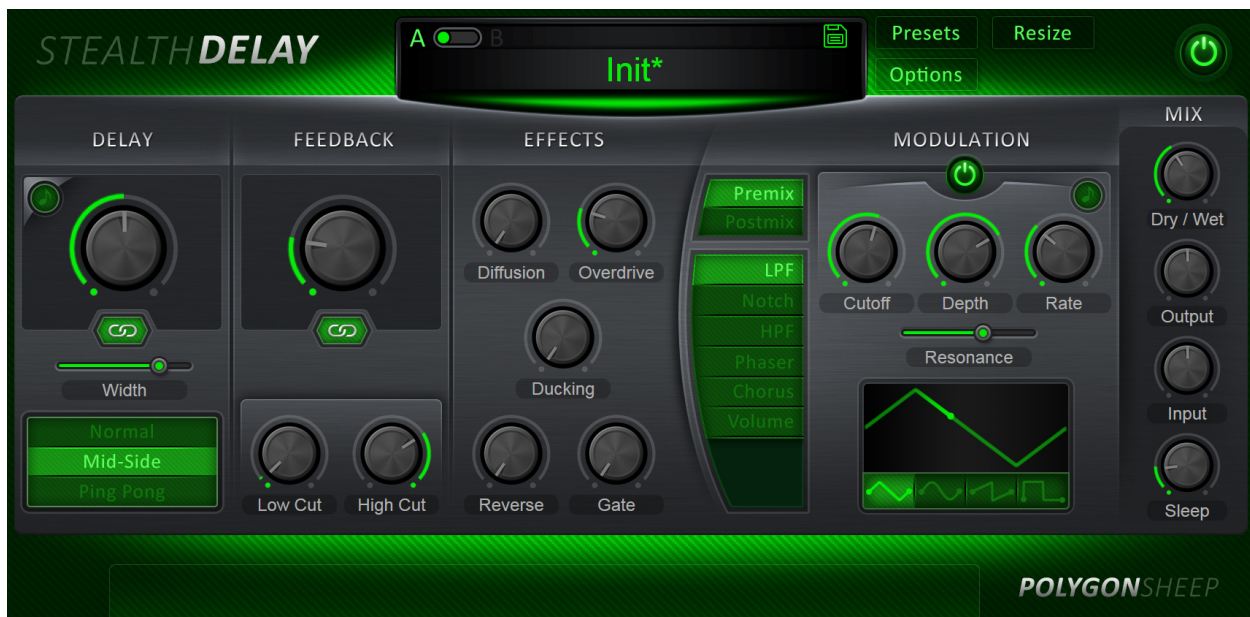 STEALTHDELAY
A B
Init*
Presets
Resize
Options
DELAY
Width
Normal
Mid-Side
Ping Pong
FEEDBACK
Low Cut
High Cut
EFFECTS
Diffusion
Overdrive
Ducking
Reverse
Gate
Premix
Postmix
LPF
Notch
HPF
Phaser
Chorus
Volume
MODULATION
Cutoff
Depth
Rate
Resonance
MIX
Dry / Wet
Output
Input
Sleep
POLYGONSHEEP